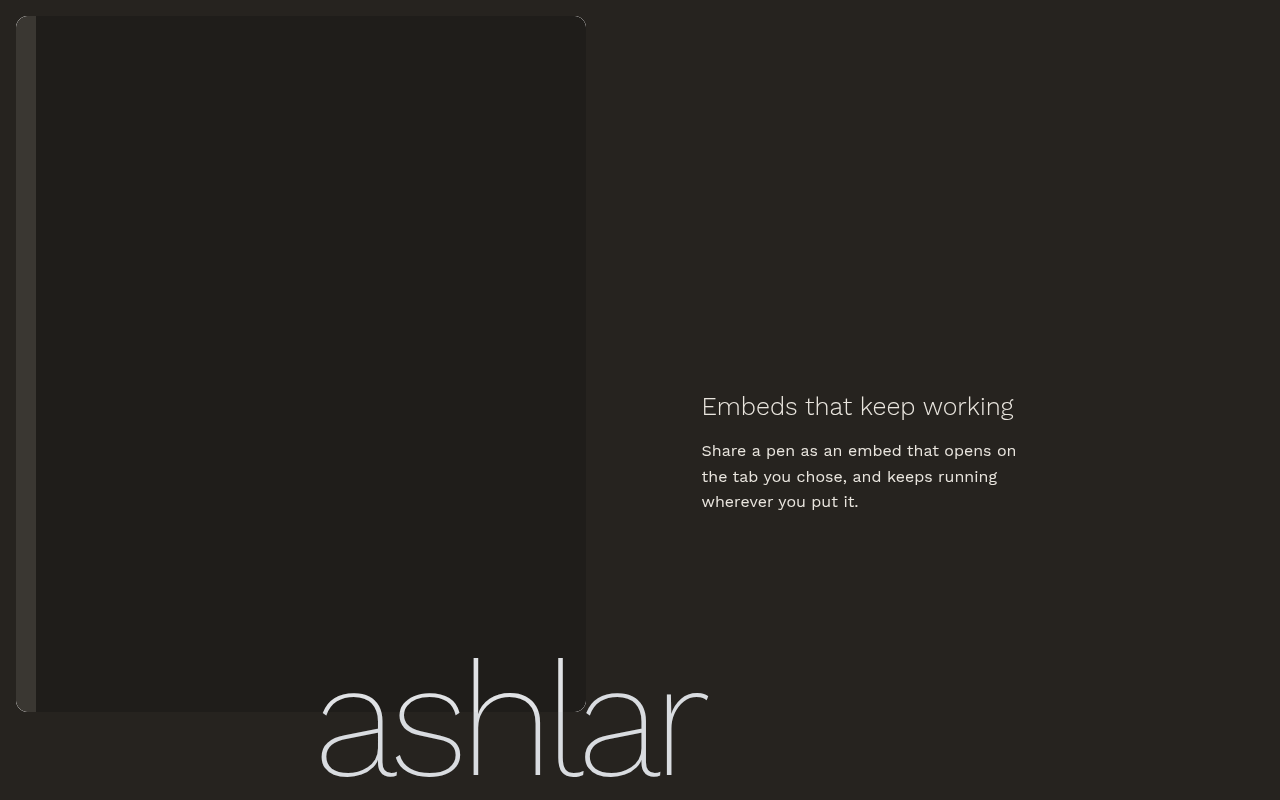 Embeds that keep working
Share a pen as an embed that opens on
the tab you chose, and keeps running
wherever you put it.
ashlar